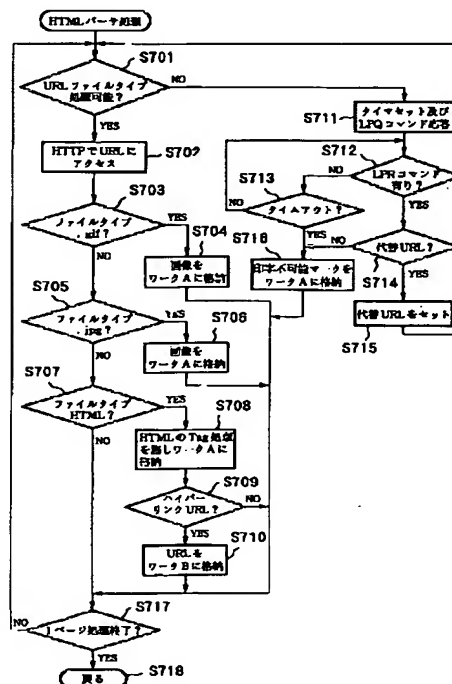 HTMLパーサ処理
S701
URLファイルタイプ
処理可能?
NO
YES
S711
タイマセット及び
LPQコマンド応答
HTTPでURLに
アクセス
S702
S712
LPRコマンド
有り?
NO
YES
S713
タイムアウト?
NO
YES
S703
ファイルタイプ
YES
NO
S704
画像を
ワークAに格納
S716
印字不可能マークを
ワークAに格納
代替URL?
NO
YES
S714
代替URLをセット
S715
S705
ファイルタイプ
.jpg?
YES
NO
S706
画像を
ワークAに格納
S707
ファイルタイプ
HTML?
YES
NO
S708
HTMLのTag処理
を施しワークAに
格納
S709
ハイパー
リンクURL?
NO
YES
S710
URLを
ワークBに格納
S717
1ページ処理終了?
NO
YES
戻る
S718